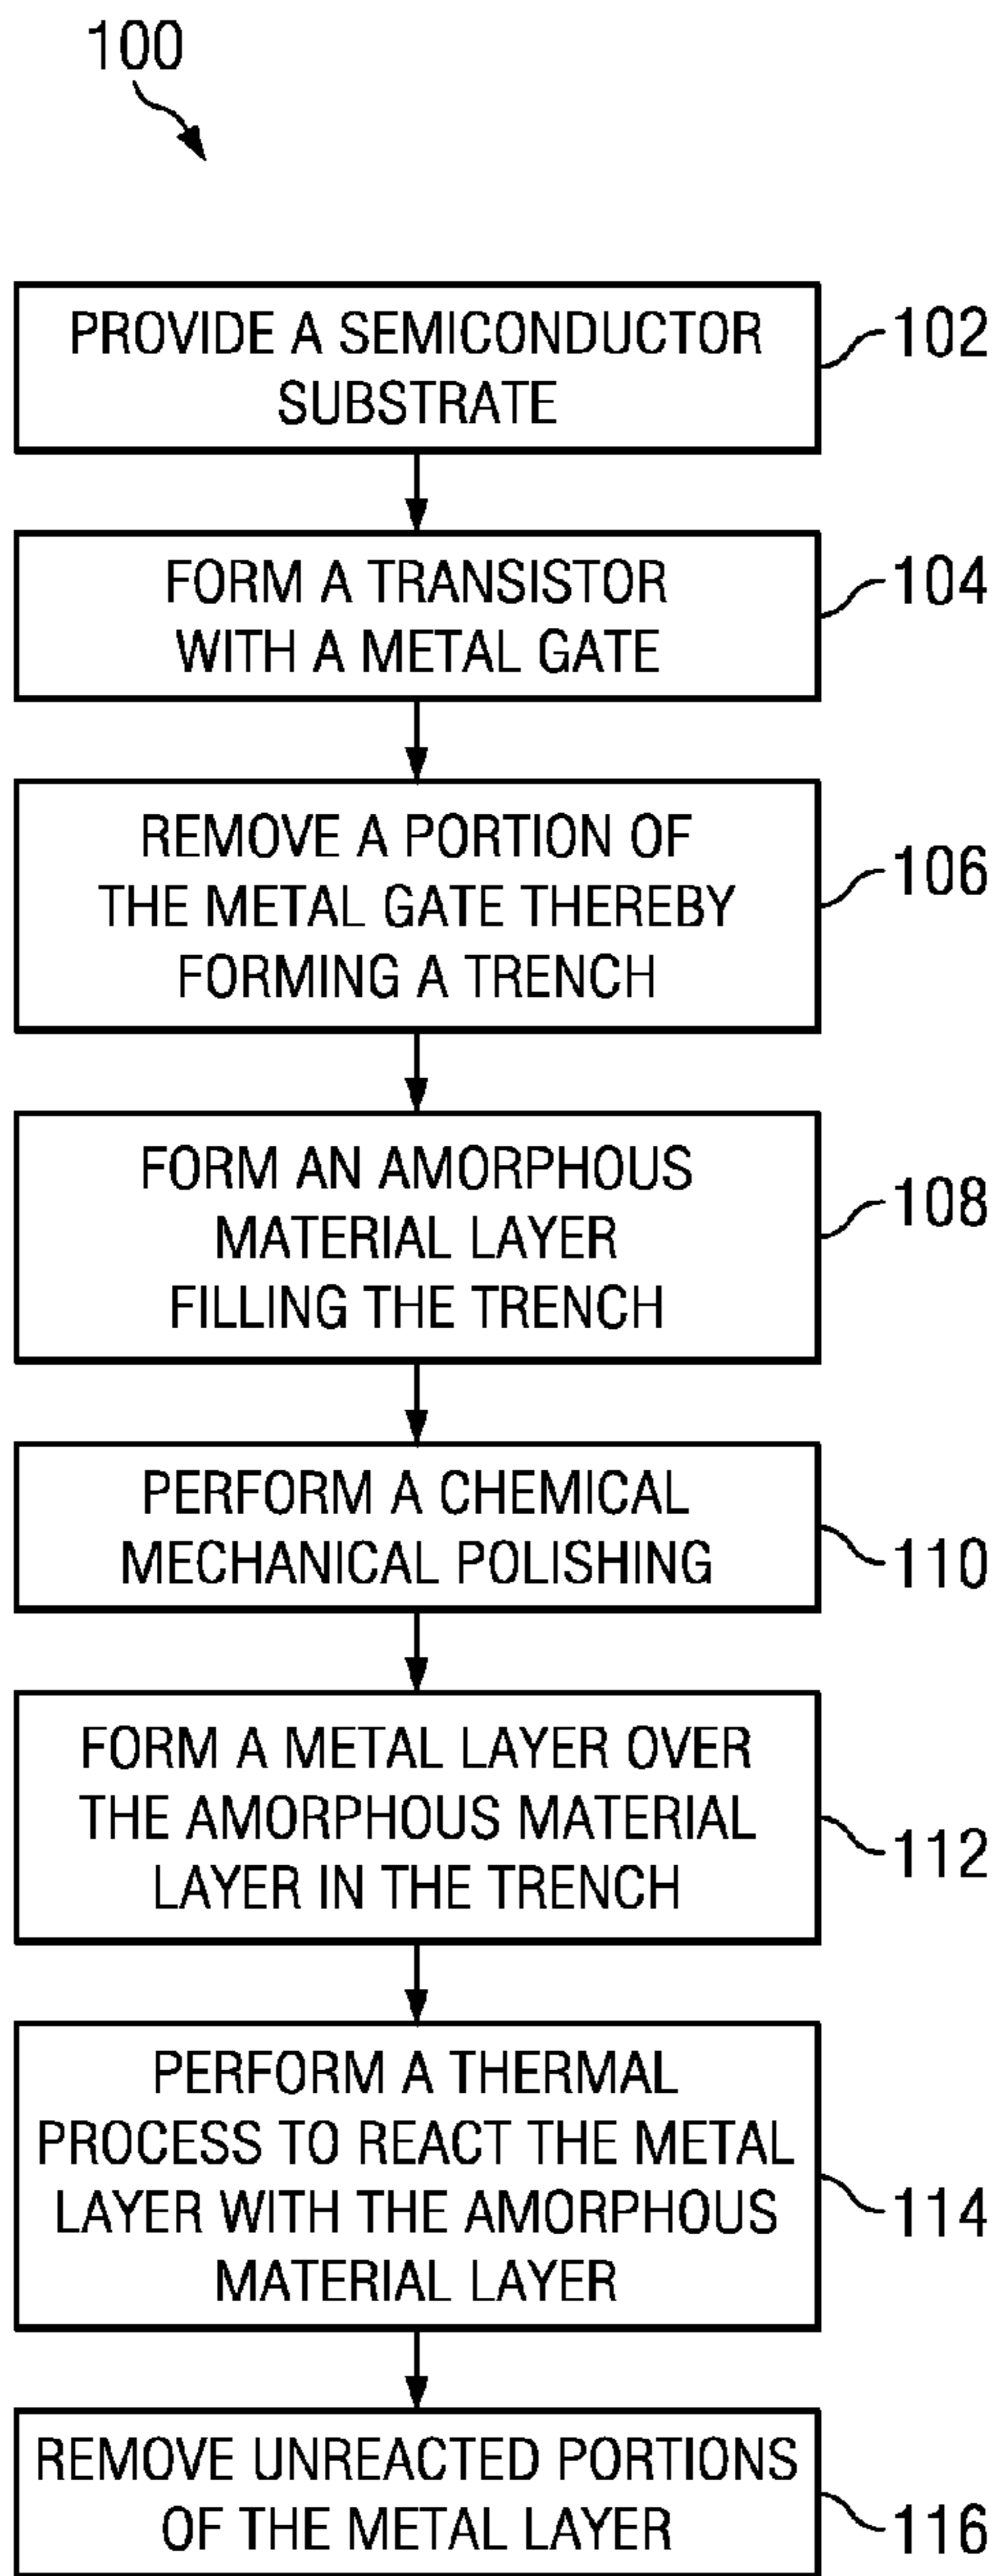 100
PROVIDE A SEMICONDUCTOR
SUBSTRATE
102
FORM A TRANSISTOR
WITH A METAL GATE
104
REMOVE A PORTION OF
THE METAL GATE THEREBY
FORMING A TRENCH
106
FORM AN AMORPHOUS
MATERIAL LAYER
FILLING THE TRENCH
108
PERFORM A CHEMICAL
MECHANICAL POLISHING
110
FORM A METAL LAYER OVER
THE AMORPHOUS MATERIAL
LAYER IN THE TRENCH
112
PERFORM A THERMAL
PROCESS TO REACT THE METAL
LAYER WITH THE AMORPHOUS
MATERIAL LAYER
114
REMOVE UNREACTED PORTIONS
OF THE METAL LAYER
116